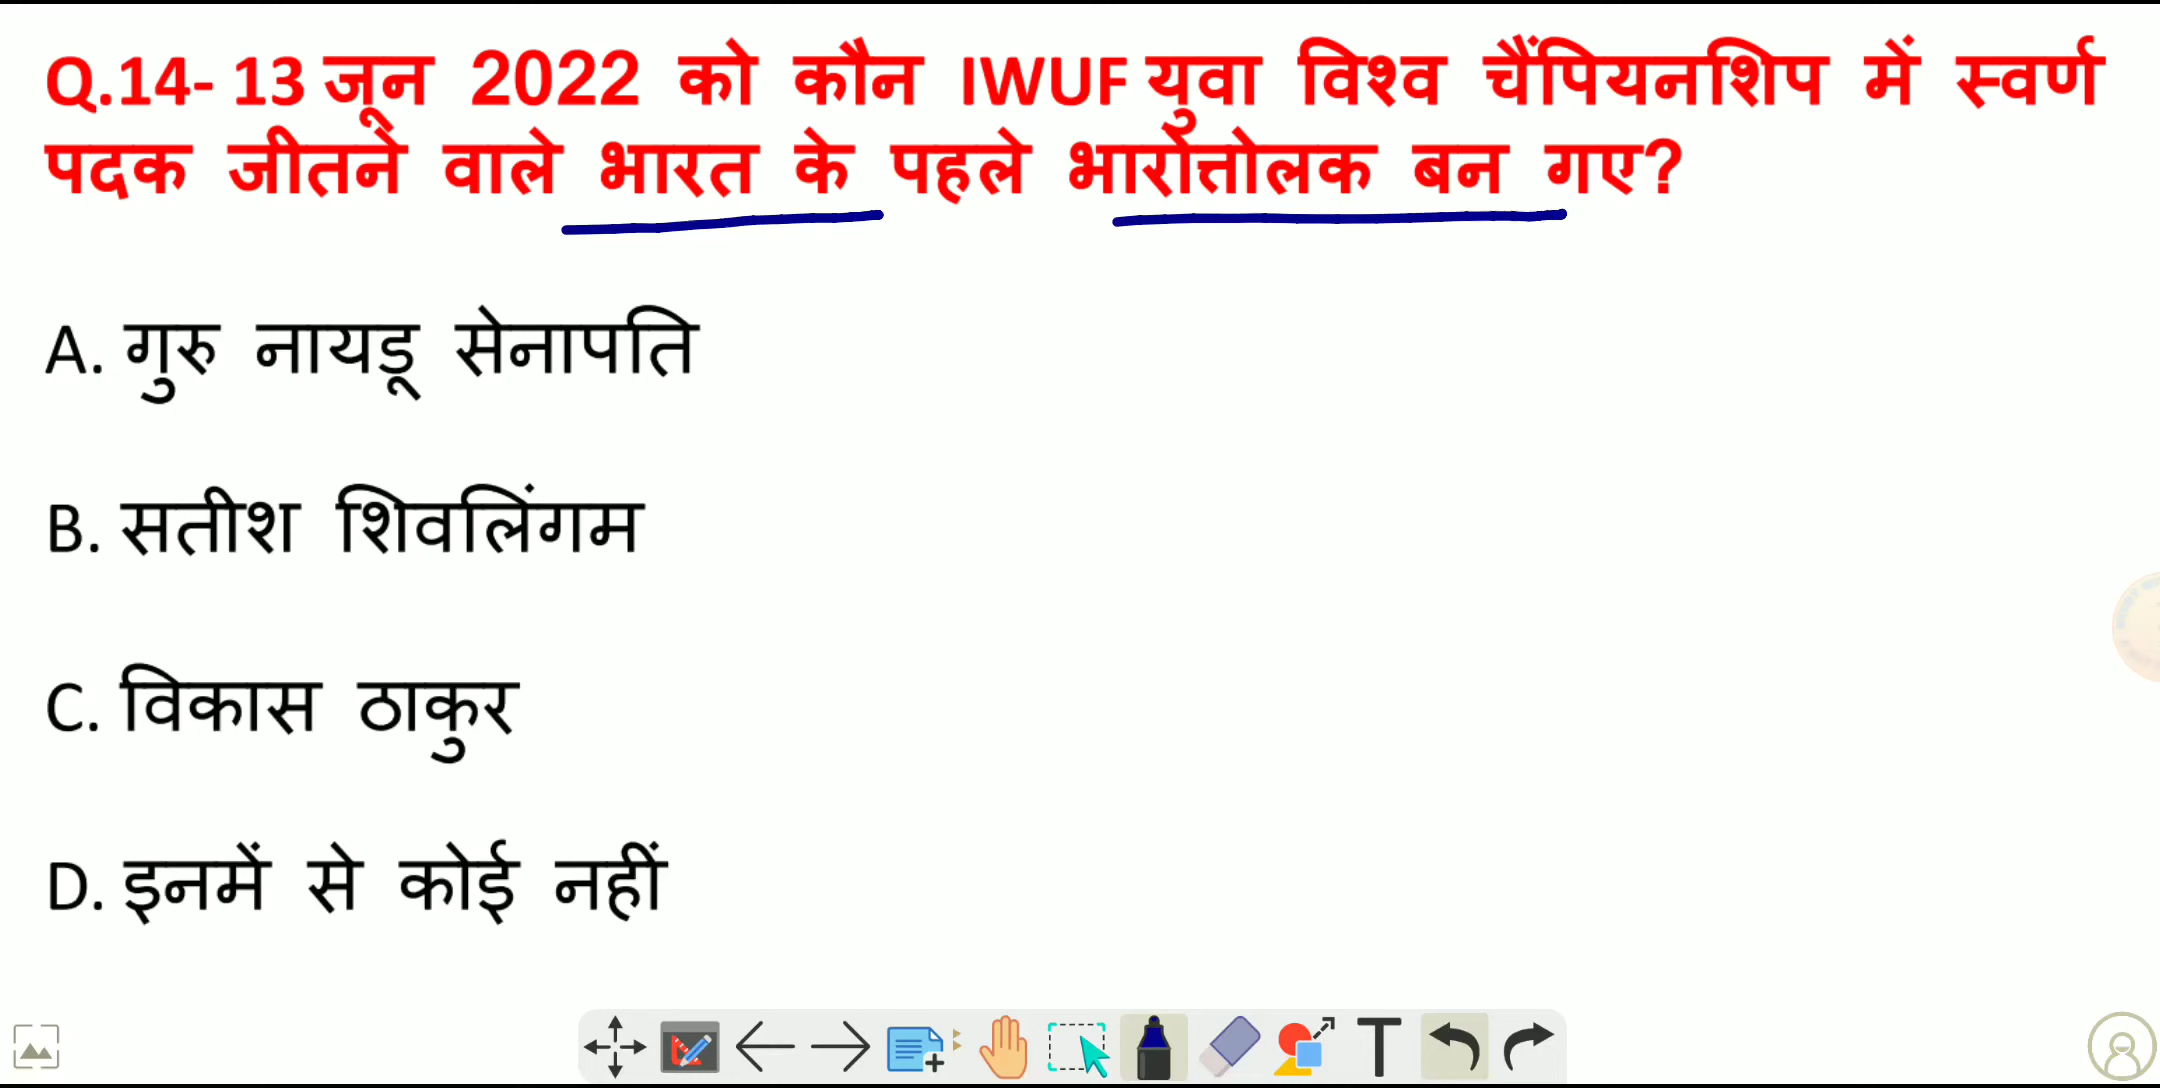 Q.14- 13 जून 2022 को कौन IWUF युवा विश्व चैंपियनशिप में स्वर्ण
पदक जीतने वाले भारत के पहले भारोत्तोलक बन गए?
A. गुरु नायडू सेनापति
B. सतीश शिवलिंगम
C. विकास ठाकुर
D. इनमें से कोई नहीं